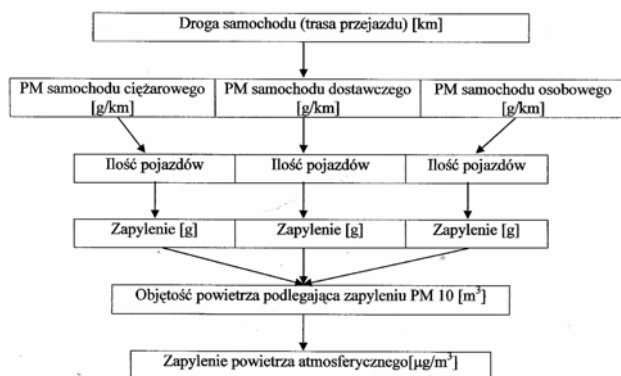 Droga samochodu (trasa przejazdu) [km]
PM samochodu ciężarowego [g/km]
PM samochodu dostawczego [g/km]
PM samochodu osobowego [g/km]
Ilość pojazdów
Ilość pojazdów
Ilość pojazdów
Zapylenie [g]
Zapylenie [g]
Zapylenie [g]
Objętość powietrza podlegająca zapyleniu PM 10 [m³]
Zapylenie powietrza atmosferycznego[µg/m³]